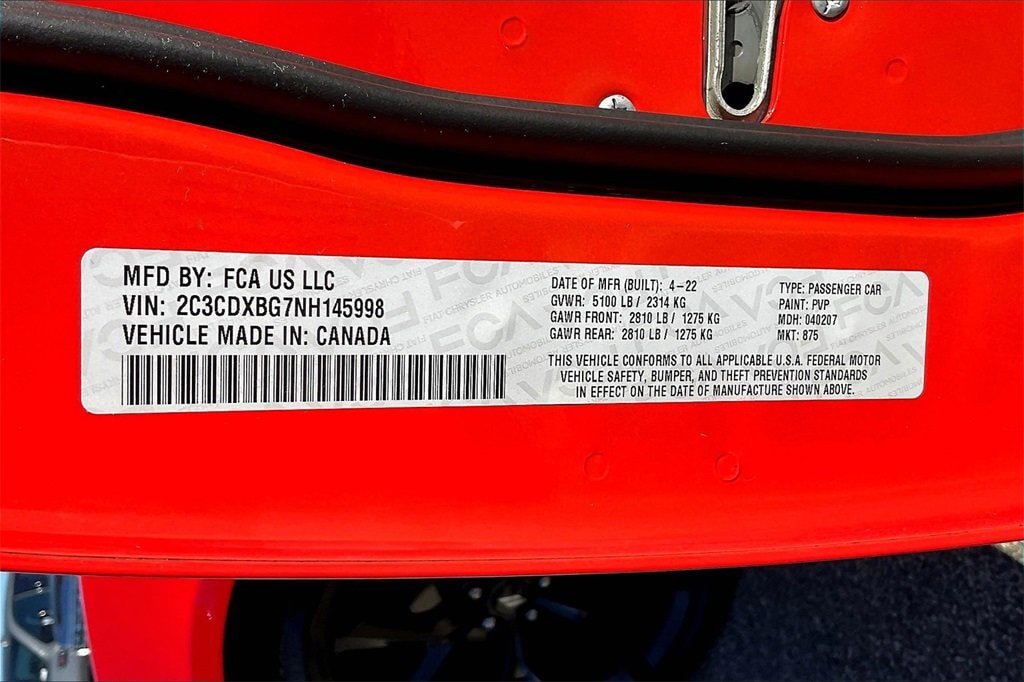 MFD BY: FCA US LLC
VIN: 2C3CDXBG7NH145998
VEHICLE MADE IN: CANADA
DATE OF MFR (BUILT): 4-22
GVWR: 5100 LB / 2314 KG
GAWR FRONT: 2810 LB / 1275 KG
GAWR REAR: 2810 LB / 1275 KG
TYPE: PASSENGER CAR
PAINT: PVP
MDH: 040207
MKT: 875
THIS VEHICLE CONFORMS TO ALL APPLICABLE U.S.A. FEDERAL MOTOR
VEHICLE SAFETY, BUMPER, AND THEFT PREVENTION STANDARDS
IN EFFECT ON THE DATE OF MANUFACTURE SHOWN ABOVE.